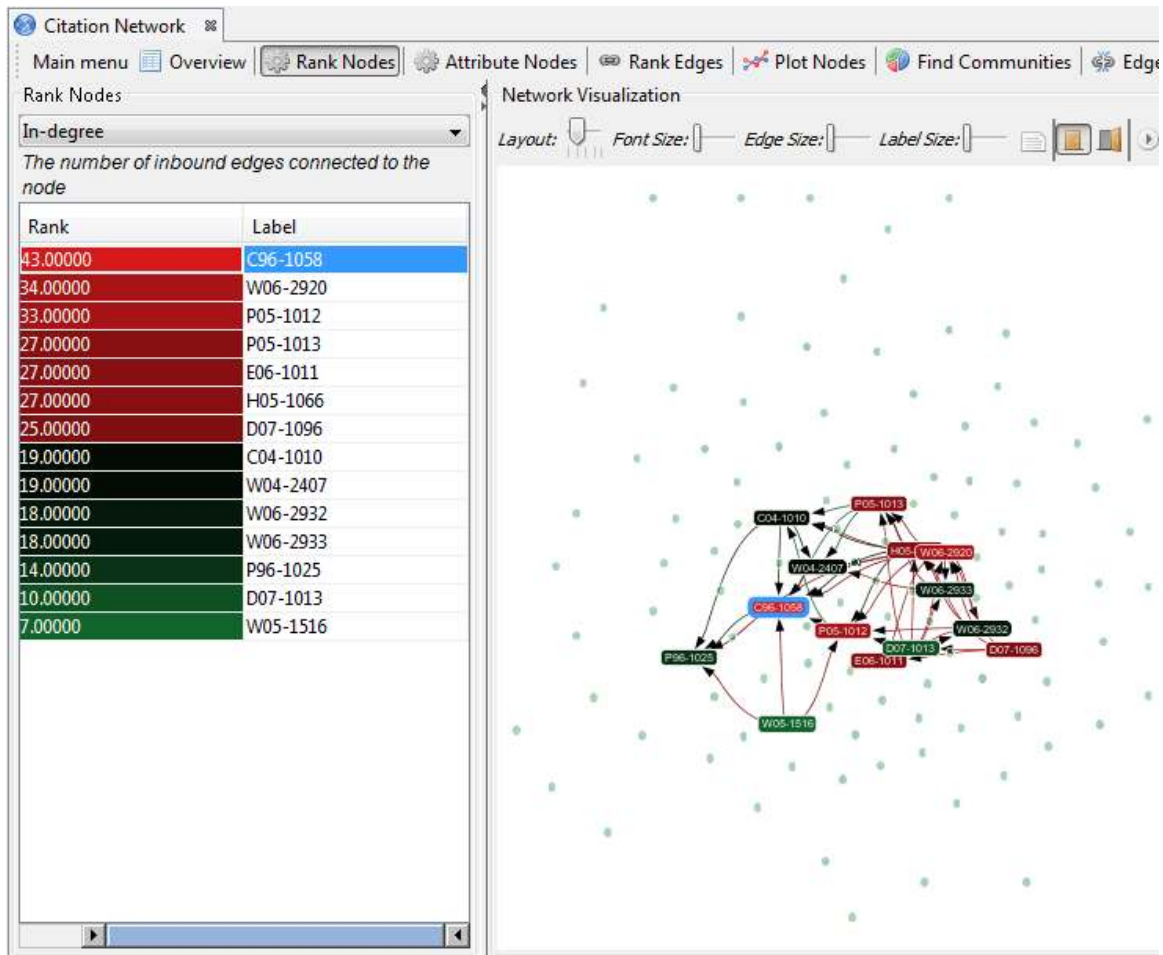 Citation Network
Main menu Overview Rank Nodes Attribute Nodes Rank Edges Plot Nodes Find Communities Edge
Rank Nodes
In-degree
The number of inbound edges connected to the
node
Rank Label
43.00000 C96-1058
34.00000 W06-2920
33.00000 P05-1012
27.00000 P05-1013
27.00000 E06-1011
27.00000 H05-1066
25.00000 D07-1096
19.00000 C04-1010
19.00000 W04-2407
18.00000 W06-2932
18.00000 W06-2933
14.00000 P96-1025
10.00000 D07-1013
7.00000 W05-1516
Network Visualization
Layout: Font Size: Edge Size: Label Size:
P05-1013
C04-1010
H05- W06-2920
W04-2407
W06-2933
C96-1058
P05-1012 W06-2932
D07-1013 D07-1096
P96-1025 E06-1011
W05-1516